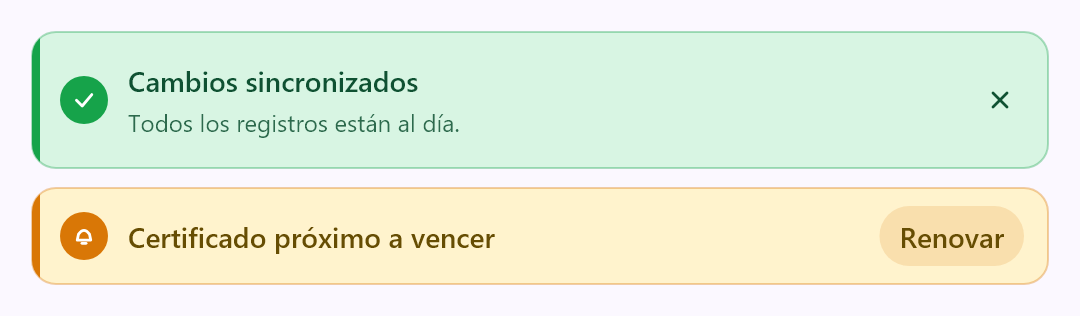 Cambios sincronizados
Todos los registros están al día.
Certificado próximo a vencer
Renovar